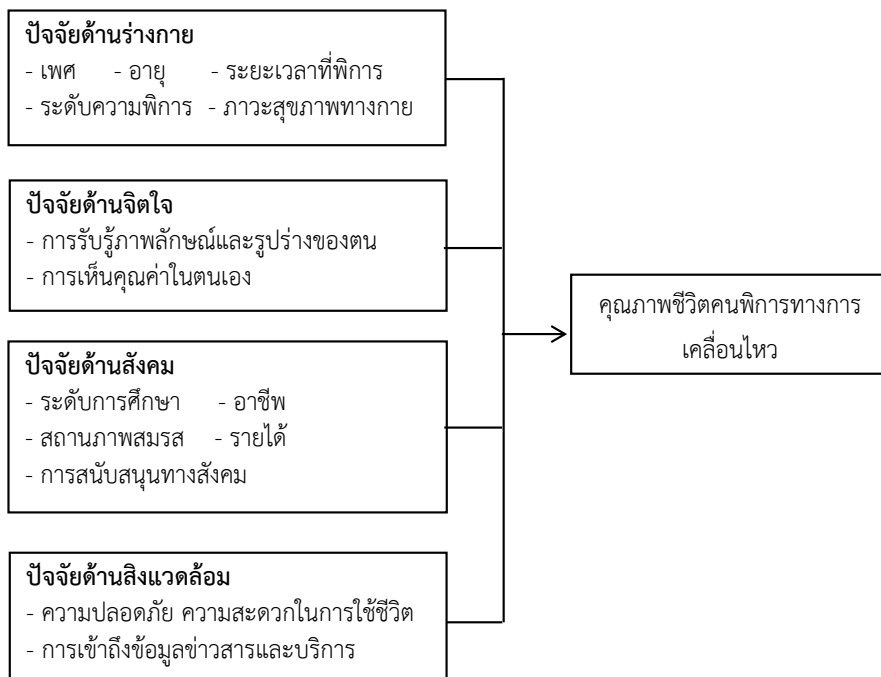 ปัจจัยด้านร่างกาย
- เพศ - อายุ - ระยะเวลาที่พิการ
- ระดับความพิการ - ภาวะสุขภาพทางกาย
ปัจจัยด้านจิตใจ
- การรับรู้ภาพลักษณ์และรูปร่างของตน
- การเห็นคุณค่าในตนเอง
ปัจจัยด้านสังคม
- ระดับการศึกษา - อาชีพ
- สถานภาพสมรส - รายได้
- การสนับสนุนทางสังคม
ปัจจัยด้านสิ่งแวดล้อม
- ความปลอดภัย ความสะดวกในการใช้ชีวิต
- การเข้าถึงข้อมูลข่าวสารและบริการ
คุณภาพชีวิตคนพิการทางการ
เคลื่อนไหว